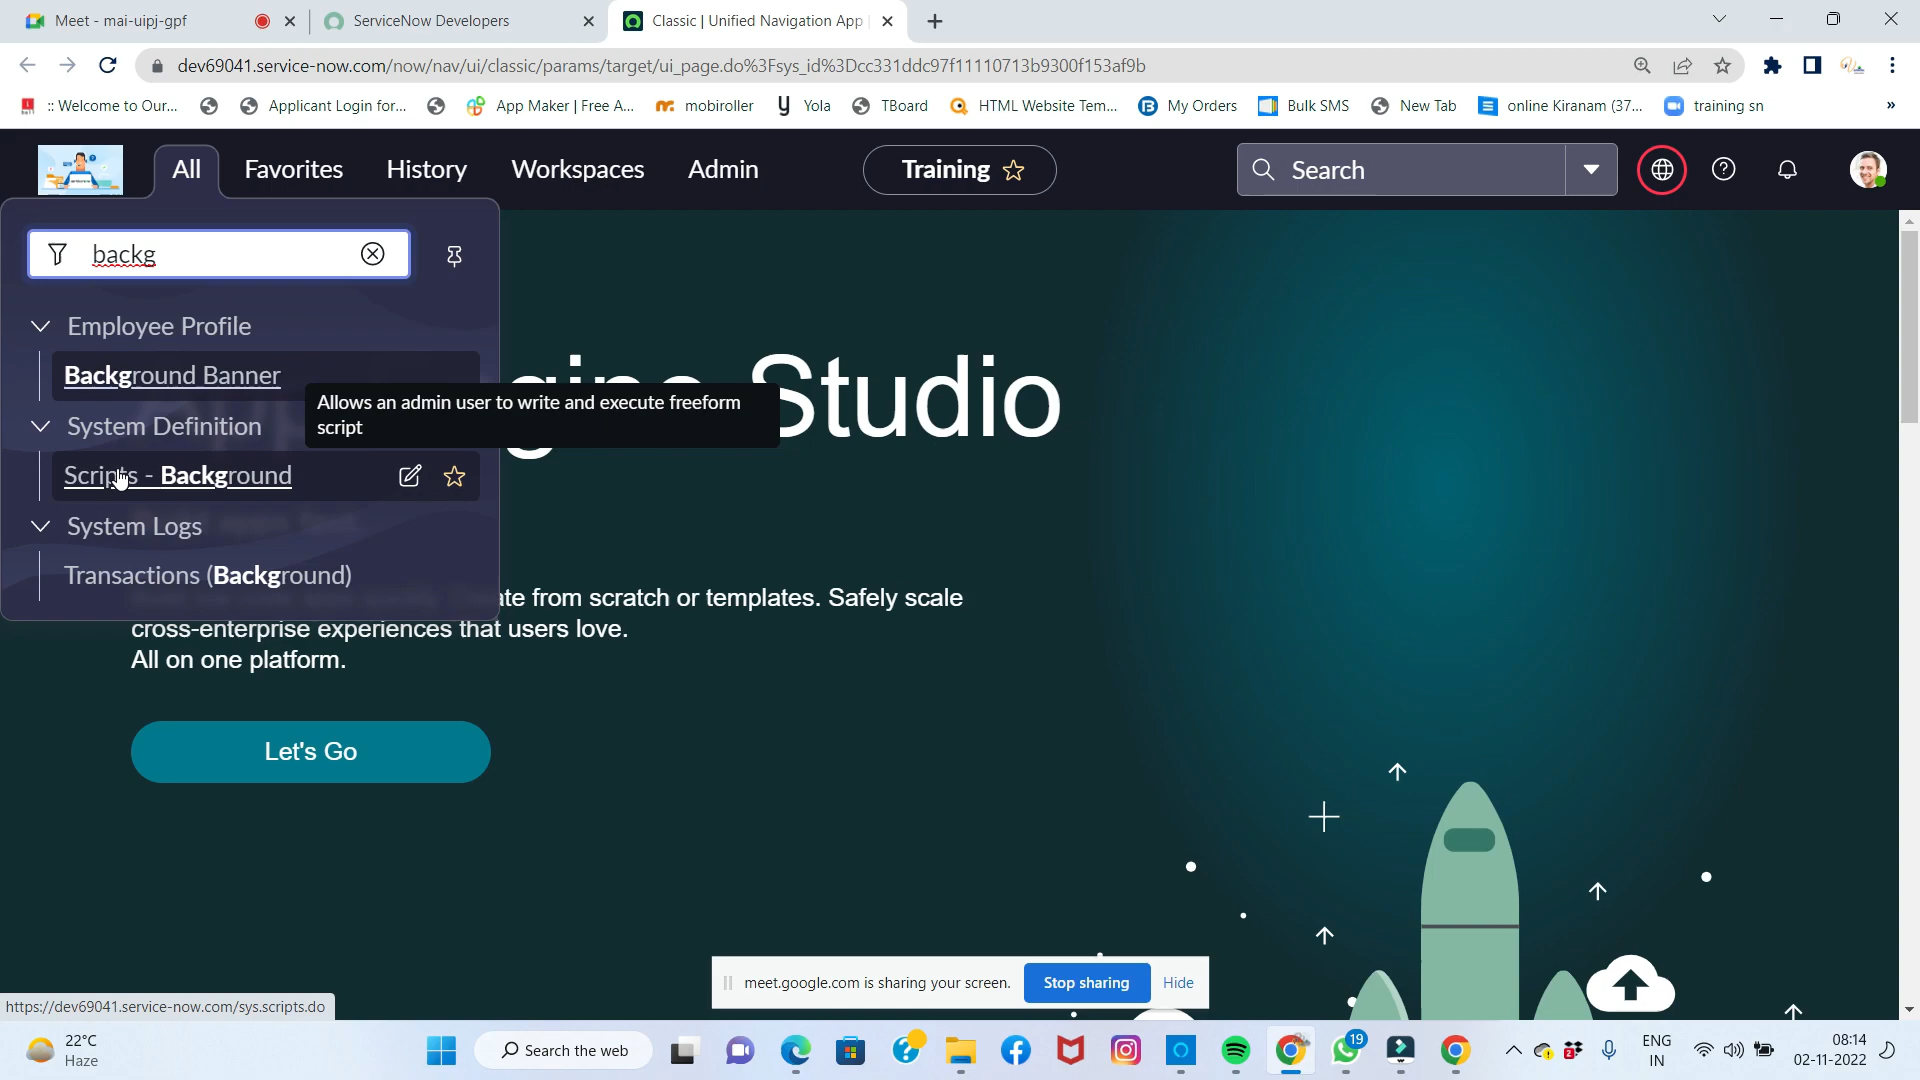 Meet - mai-uipj-gpf
ServiceNow Developers
Classic | Unified Navigation App
dev69041.service-now.com/now/nav/ui/classic/params/target/ui_page.do%3Fsys_id%3Dcc331ddc97f11110713b9300f153af9b
:: Welcome to Our...
Applicant Login for...
App Maker | Free A...
mobiroller
Yola
TBoard
HTML Website Tem...
My Orders
Bulk SMS
New Tab
online Kiranam (37...
training sn
»
All
Favorites
History
Workspaces
Admin
Training
Search
backg
Employee Profile
Background Banner
Allows an admin user to write and execute freeform
script
System Definition
Scripts - Background
System Logs
Transactions (Background)
Studio
ate from scratch or templates. Safely scale
cross-enterprise experiences that users love.
All on one platform.
Let's Go
meet.google.com is sharing your screen.
Stop sharing
Hide
https://dev69041.service-now.com/sys.scripts.do
22°C
Haze
Search the web
19
2
ENG
IN
08:14
02-11-2022